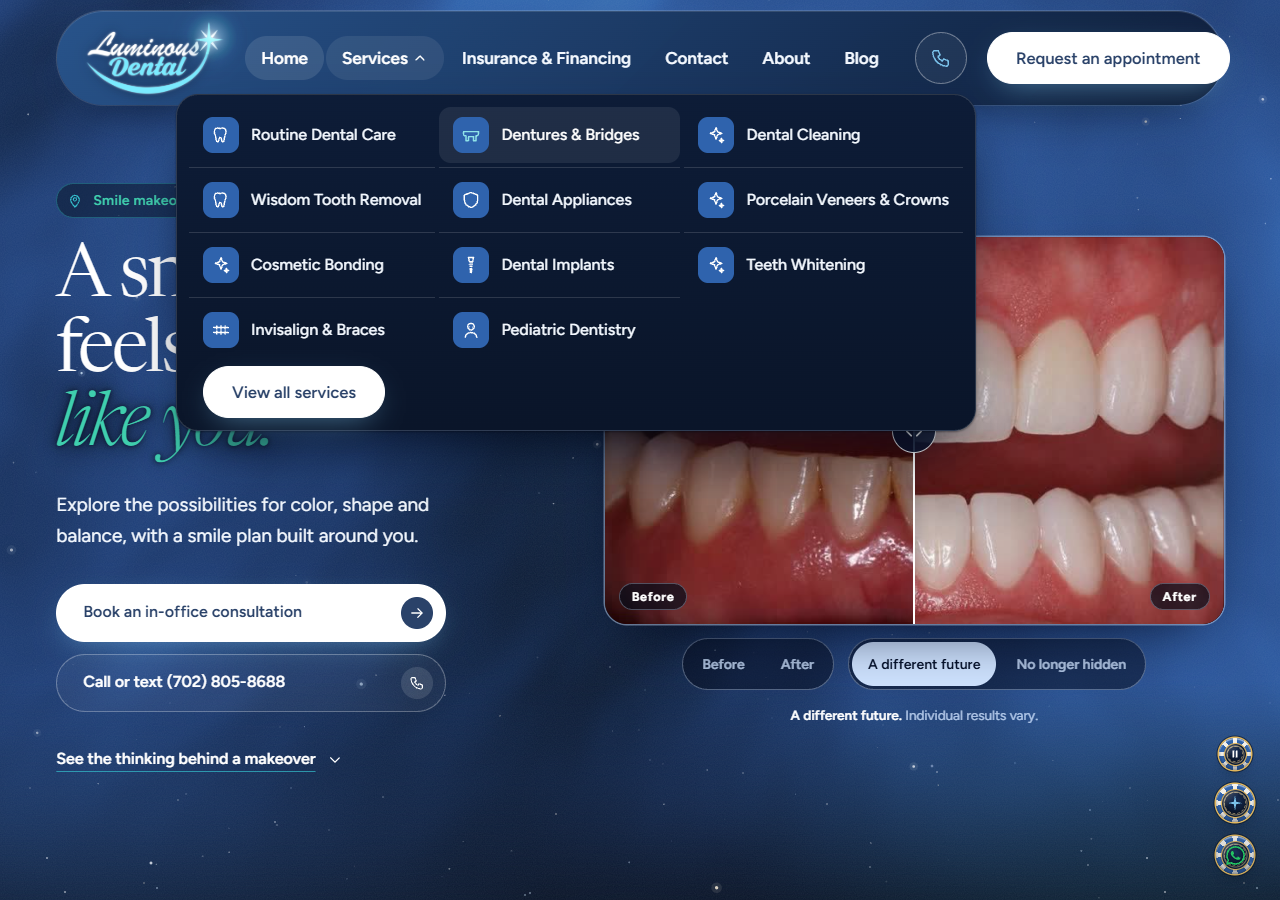 Luminous
Dental
Home
Services
Insurance & Financing
Contact
About
Blog
Request an appointment
Routine Dental Care
Dentures & Bridges
Dental Cleaning
Wisdom Tooth Removal
Dental Appliances
Porcelain Veneers & Crowns
Cosmetic Bonding
Dental Implants
Teeth Whitening
Invisalign & Braces
Pediatric Dentistry
View all services
Smile
A
feels
like you.
Explore the possibilities for color, shape and
balance, with a smile plan built around you.
Book an in-office consultation
Call or text (702) 805-8688
See the thinking behind a makeover
Before
After
Before
After
A different future
No longer hidden
A different future. Individual results vary.